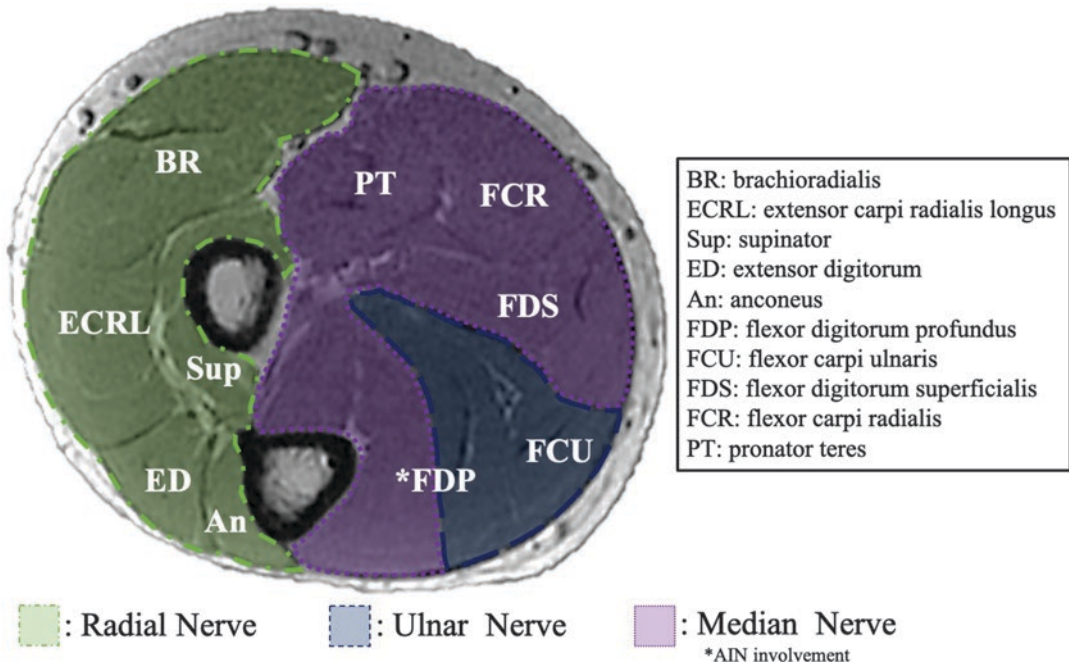 BR
PT
FCR
ECRL
FDS
Sup
FCU
ED
*FDP
An
BR: brachioradialis
ECRL: extensor carpi radialis longus
Sup: supinator
ED: extensor digitorum
An: anconeus
FDP: flexor digitorum profundus
FCU: flexor carpi ulnaris
FDS: flexor digitorum superficialis
FCR: flexor carpi radialis
PT: pronator teres
: Radial Nerve
: Ulnar Nerve
: Median Nerve
*AIN involvement